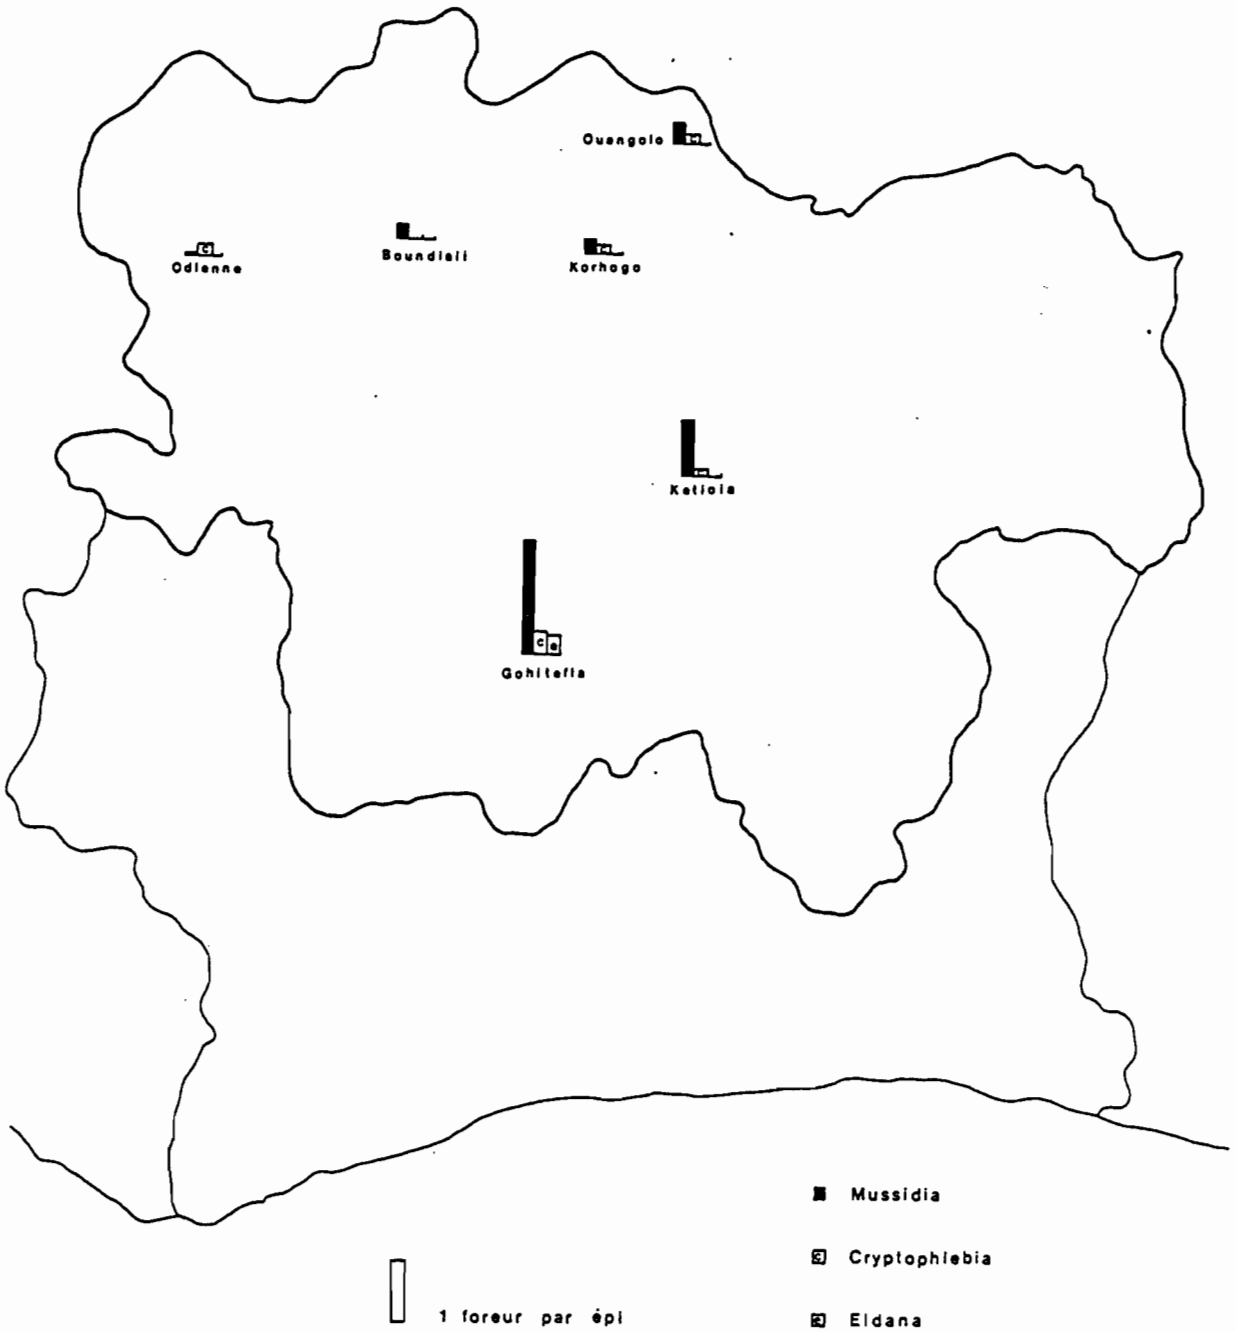 Ouangolo
C
C
Odienne
Boundiali
C
Korhogo
C
Katiola
C e
Gohitafla
Mussidia
C Cryptophlebia
1 foreur par épi
e Eldana